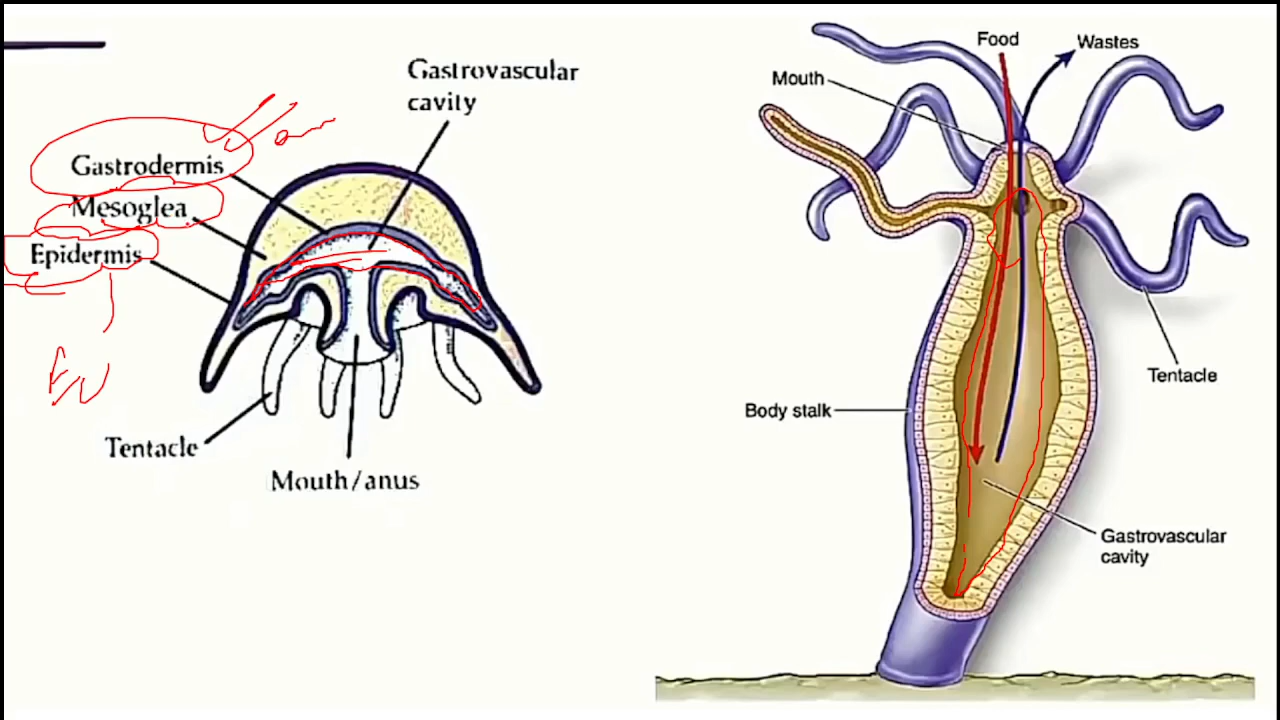 Gastrovascular
cavity
Gastrodermis
Mesoglea
Epidermis
Tentacle
Mouth/anus
Food
Wastes
Mouth
Tentacle
Body stalk
Gastrovascular
cavity